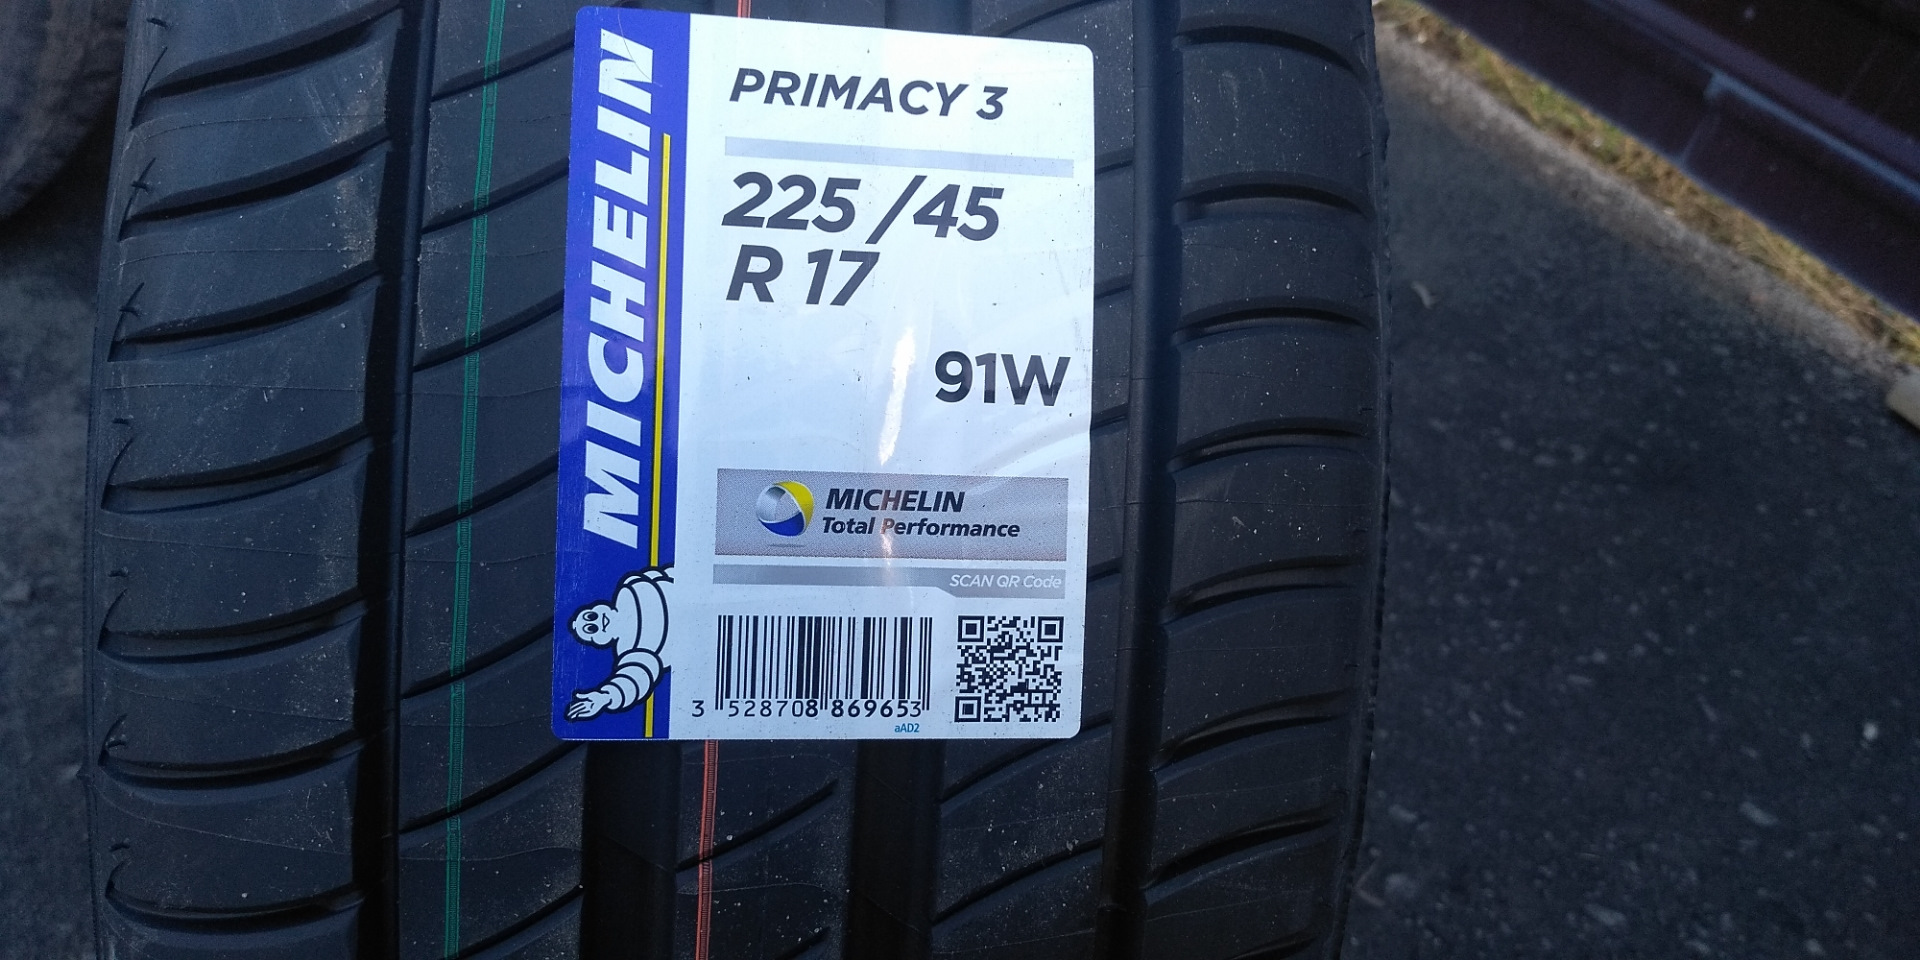 MICHELIN
PRIMACY 3
225 /45
R 17
91W
MICHELIN
Total Performance
SCAN QR Code
3 528708 869653
aAD2